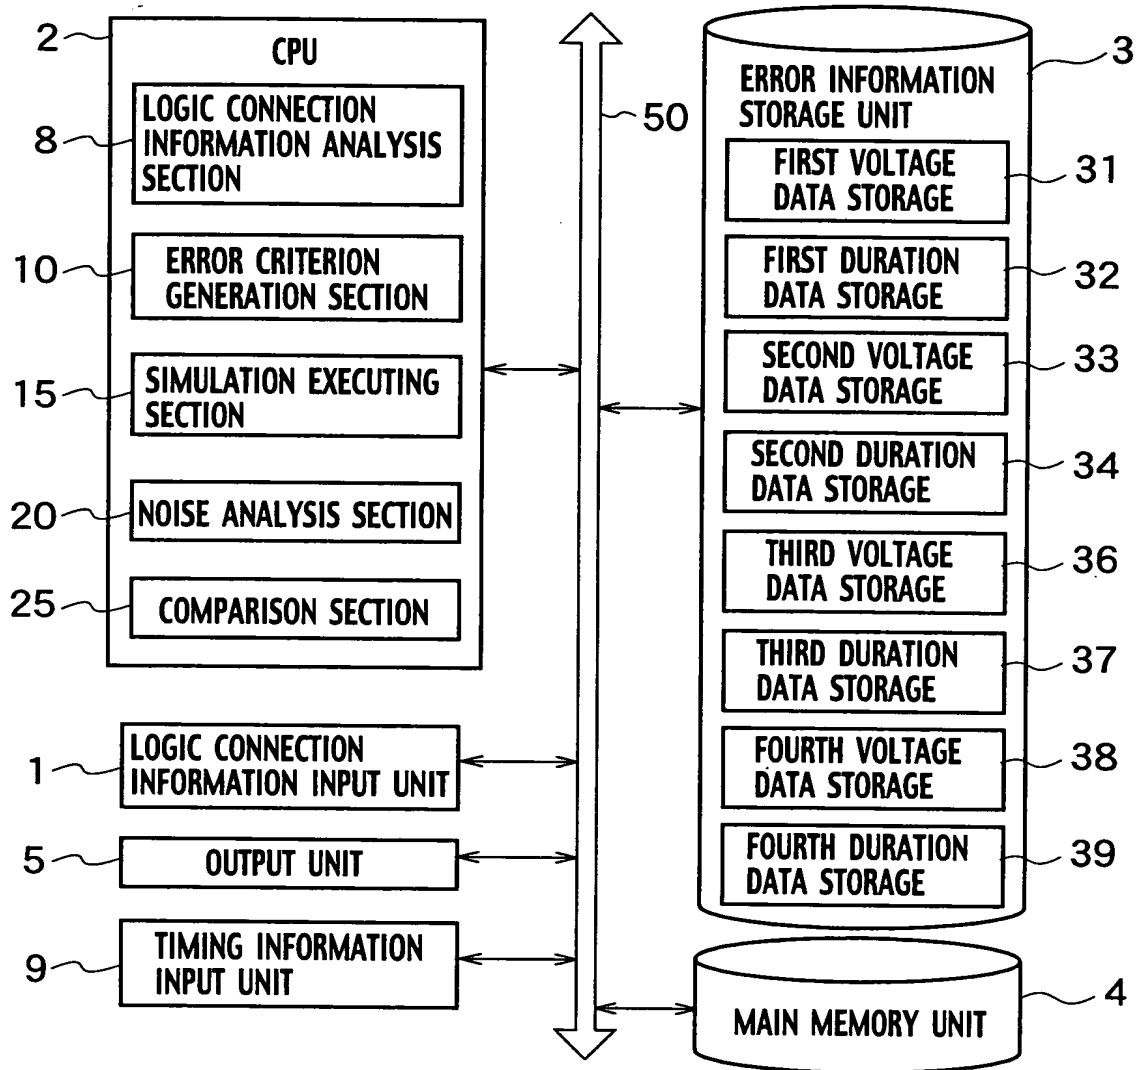 2
CPU
8
LOGIC CONNECTION
INFORMATION ANALYSIS
SECTION
10
ERROR CRITERION
GENERATION SECTION
15
SIMULATION EXECUTING
SECTION
20
NOISE ANALYSIS SECTION
25
COMPARISON SECTION
1
LOGIC CONNECTION
INFORMATION INPUT UNIT
5
OUTPUT UNIT
9
TIMING INFORMATION
INPUT UNIT
50
3
ERROR INFORMATION
STORAGE UNIT
FIRST VOLTAGE
DATA STORAGE
31
FIRST DURATION
DATA STORAGE
32
SECOND VOLTAGE
DATA STORAGE
33
SECOND DURATION
DATA STORAGE
34
THIRD VOLTAGE
DATA STORAGE
36
THIRD DURATION
DATA STORAGE
37
FOURTH VOLTAGE
DATA STORAGE
38
FOURTH DURATION
DATA STORAGE
39
MAIN MEMORY UNIT
4